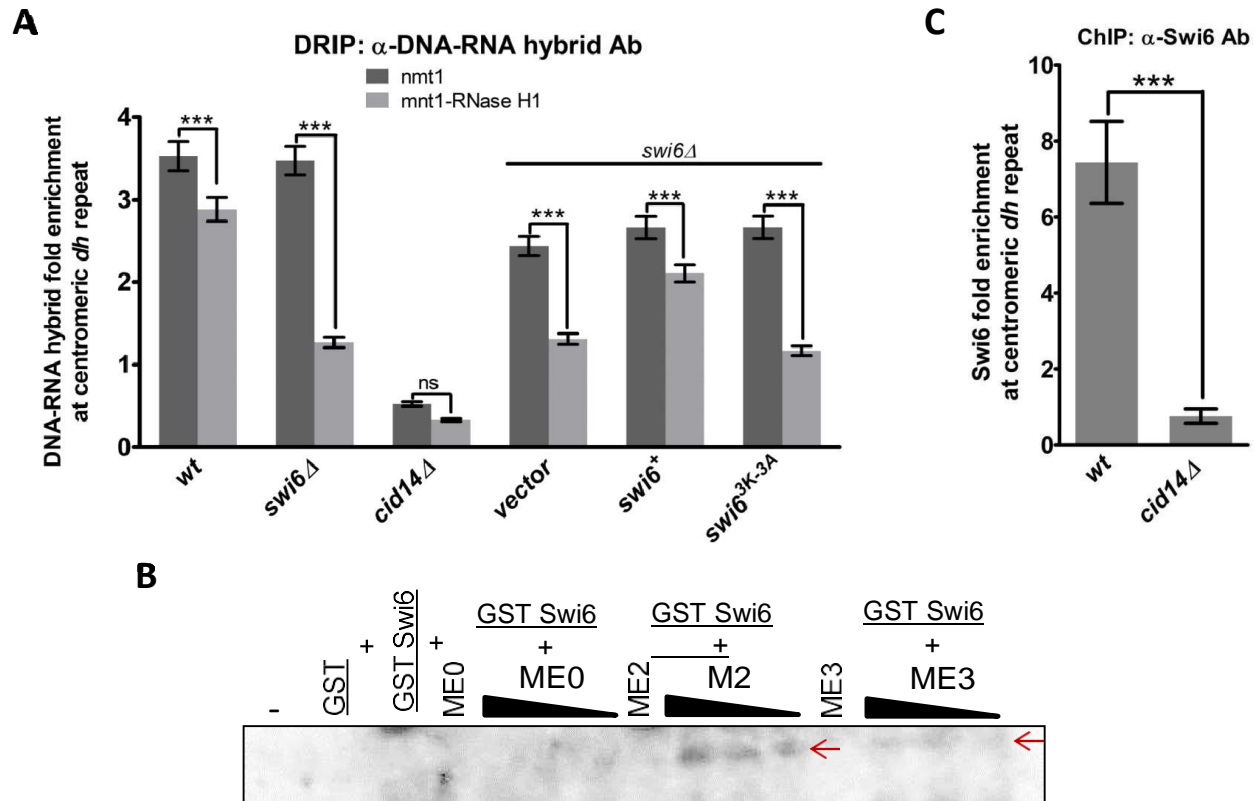 A
DRIP: α-DNA-RNA hybrid Ab
nmt1
mnt1-RNase H1
DNA-RNA hybrid fold enrichment
at centromeric dh repeat
4
3
2
1
0
***
***
ns
swi6Δ
***
***
***
wt
swi6Δ
cid14Δ
vector
swi6+
swi63K-3A
C
ChIP: α-Swi6 Ab
Swi6 fold enrichment
at centromeric dh repeat
10
8
6
4
2
0
***
wt
cid14Δ
B
-
GST
+
GST Swi6
+
ME0
GST Swi6
+
ME0
ME2
GST Swi6
+
M2
ME3
GST Swi6
+
ME3